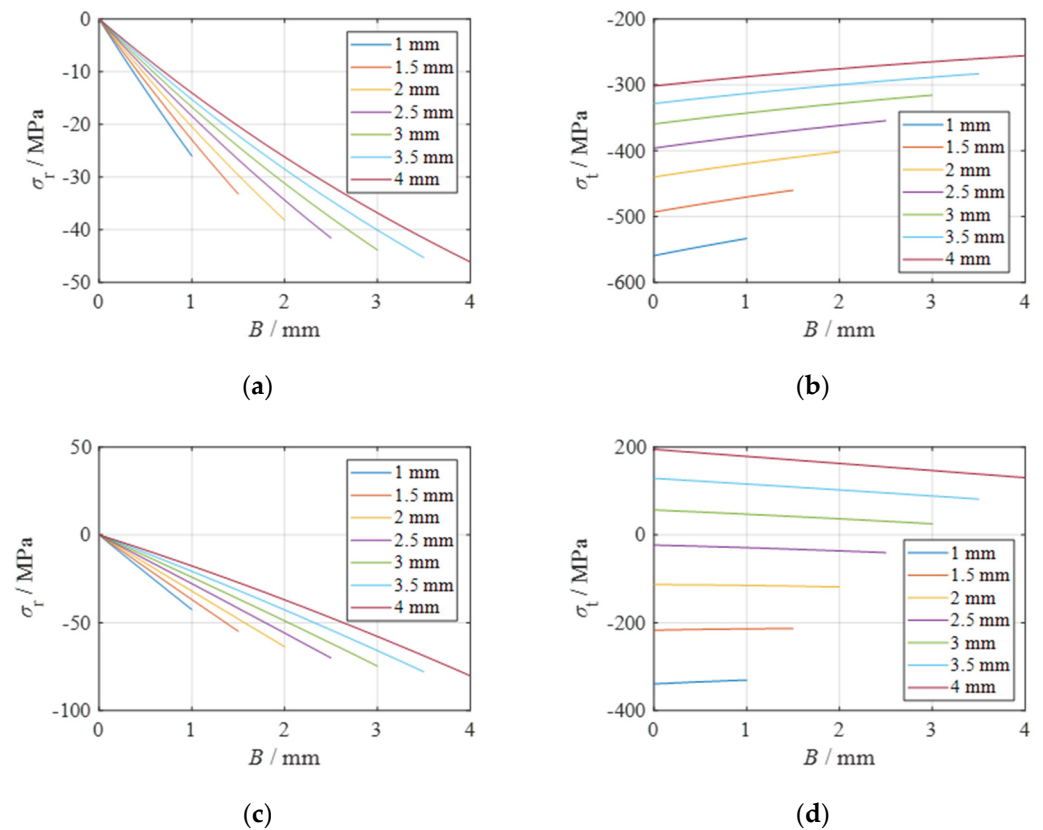 0
-10
-20
-30
-40
-50
σr / MPa
0 1 2 3 4
B / mm
1 mm
1.5 mm
2 mm
2.5 mm
3 mm
3.5 mm
4 mm
(a)
-200
-300
-400
-500
-600
σt / MPa
0 1 2 3 4
B / mm
1 mm
1.5 mm
2 mm
2.5 mm
3 mm
3.5 mm
4 mm
(b)
50
0
-50
-100
σr / MPa
0 1 2 3 4
B / mm
1 mm
1.5 mm
2 mm
2.5 mm
3 mm
3.5 mm
4 mm
(c)
200
100
0
-100
-200
-300
-400
σt / MPa
0 1 2 3 4
B / mm
1 mm
1.5 mm
2 mm
2.5 mm
3 mm
3.5 mm
4 mm
(d)